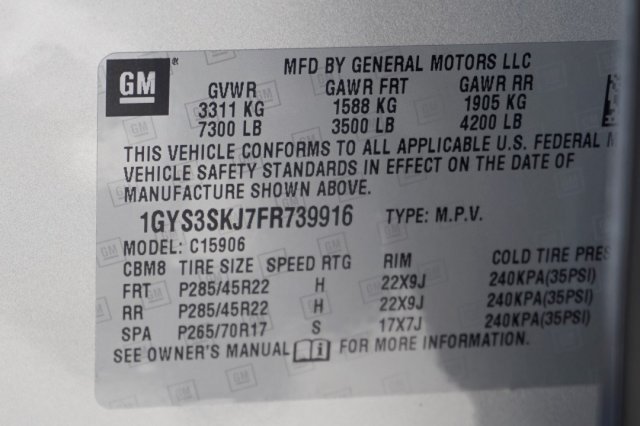 GM MFD BY GENERAL MOTORS LLC
GVWR GAWR FRT GAWR RR
3311 KG 1588 KG 1905 KG
7300 LB 3500 LB 4200 LB
THIS VEHICLE CONFORMS TO ALL APPLICABLE U.S. FEDERAL
VEHICLE SAFETY STANDARDS IN EFFECT ON THE DATE OF
MANUFACTURE SHOWN ABOVE.
1GYS3SKJ7FR739916 TYPE: M.P.V.
MODEL: C15906
CBM8 TIRE SIZE SPEED RTG RIM COLD TIRE PRES
FRT P285/45R22 H 22X9J 240KPA(35PSI)
RR P285/45R22 H 22X9J 240KPA(35PSI)
SPA P265/70R17 S 17X7J 240KPA(35PSI)
SEE OWNER'S MANUAL i FOR MORE INFORMATION.